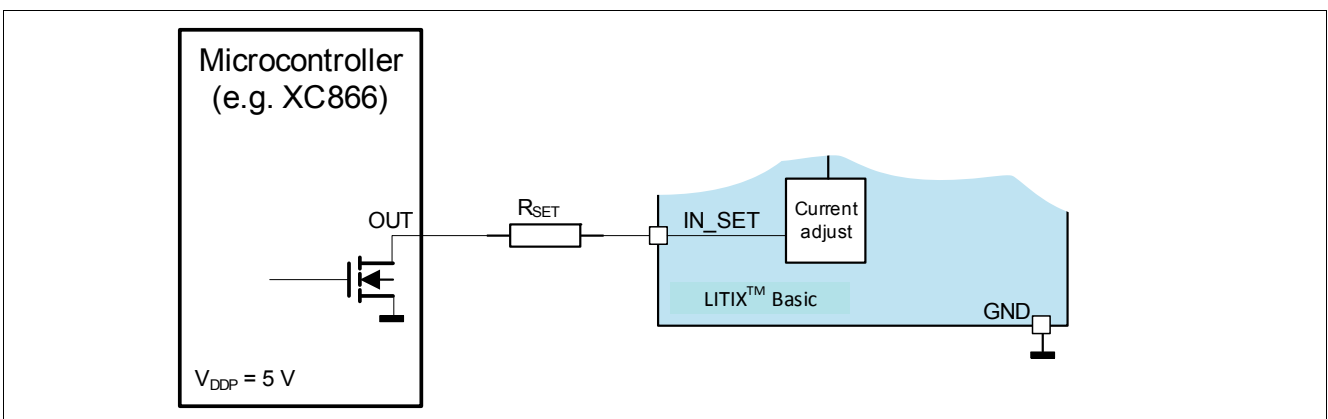 Microcontroller
(e.g. XC866)
OUT
RSET
IN_SET
Current
adjust
LITIX™ Basic
GND
VDDP = 5 V